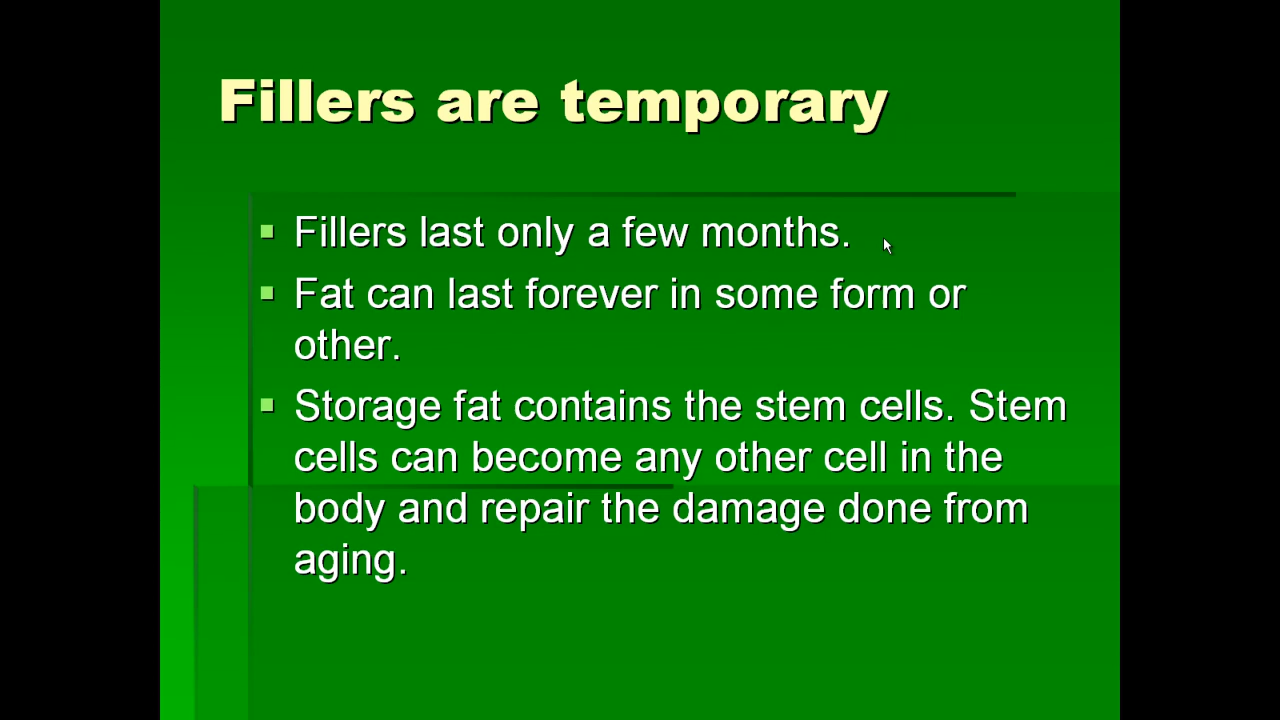 Fillers are temporary
Fillers last only a few months.
Fat can last forever in some form or
other.
Storage fat contains the stem cells. Stem
cells can become any other cell in the
body and repair the damage done from
aging.